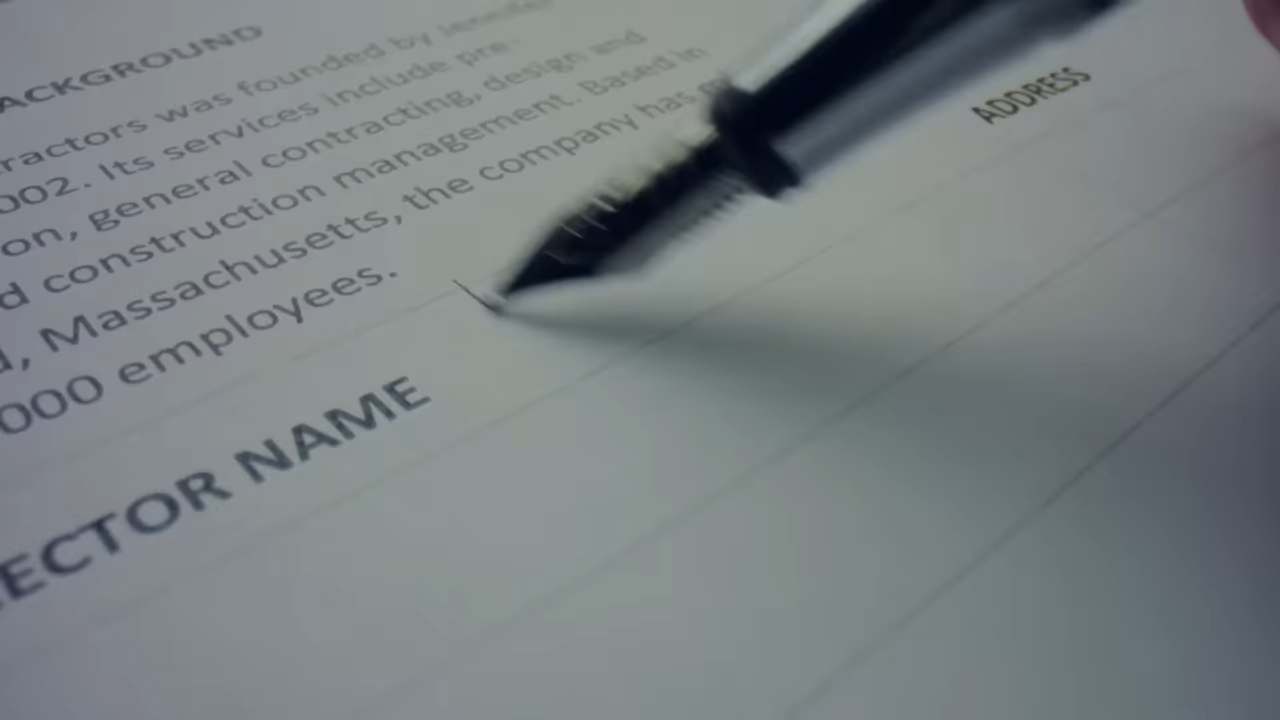 ACKGROUND
ractors was founded by Jennifer
002. Its services include pre-
on, general contracting, design and
d construction management. Based in
, Massachusetts, the company has
000 employees.
ECTOR NAME
ADDRESS